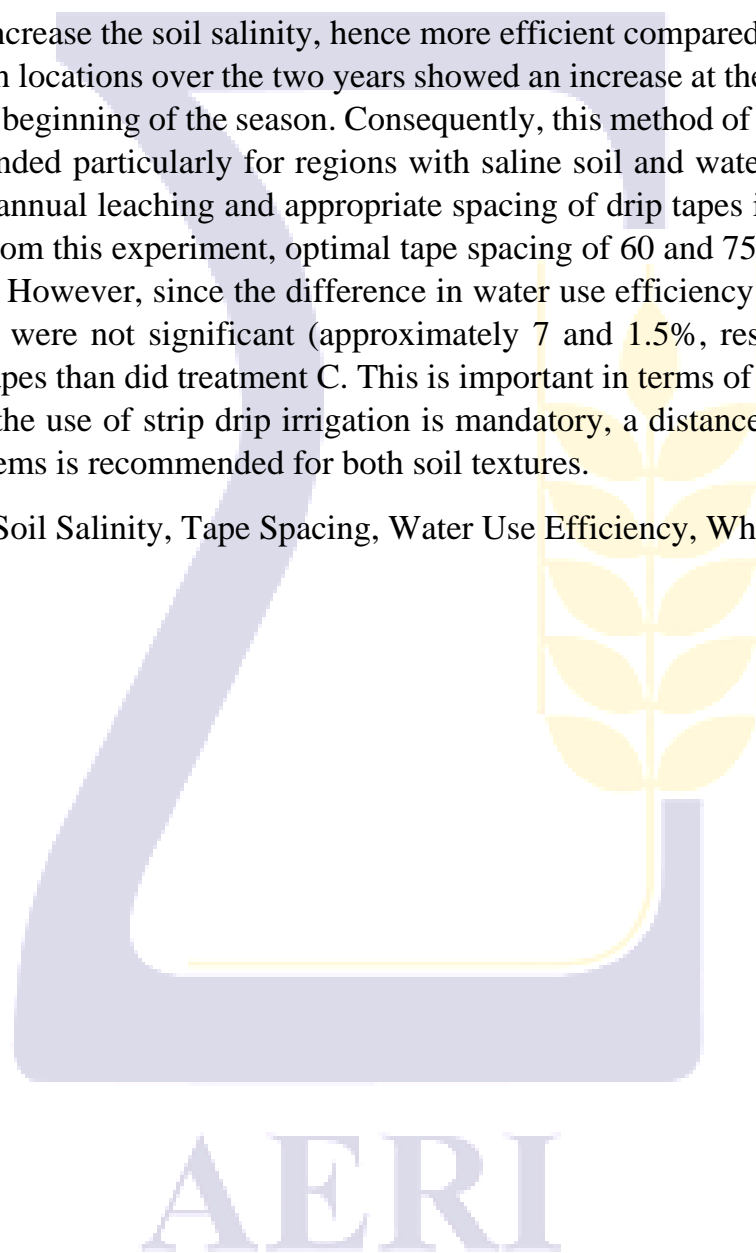 ncrease the soil salinity, hence more efficient compared
n locations over the two years showed an increase at the
beginning of the season. Consequently, this method of
nded particularly for regions with saline soil and wate
annual leaching and appropriate spacing of drip tapes i
om this experiment, optimal tape spacing of 60 and 75
However, since the difference in water use efficiency
were not significant (approximately 7 and 1.5%, res
apes than did treatment C. This is important in terms of
the use of strip drip irrigation is mandatory, a distance
ems is recommended for both soil textures.
Soil Salinity, Tape Spacing, Water Use Efficiency, Wh
AERI